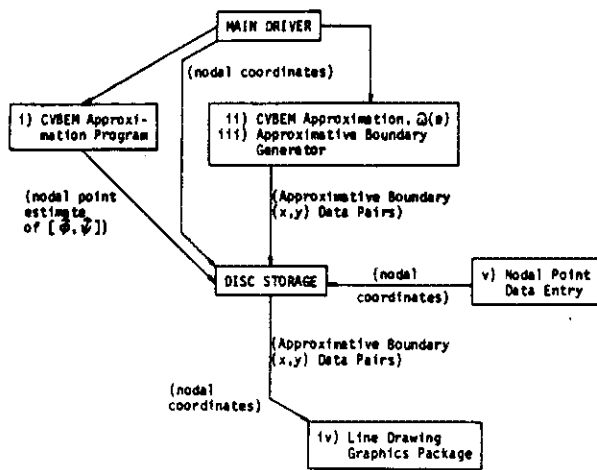 MAIN DRIVER
(nodal coordinates)
i) CVBEM Approxi-
mation Program
ii) CVBEM Approximation, ω̂(z)
iii) Approximative Boundary
Generator
(nodal point
estimate
of [ϕ̂,ψ̂])
(Approximative Boundary
(x,y) Data Pairs)
DISC STORAGE
(nodal
coordinates)
v) Nodal Point
Data Entry
(Approximative Boundary
(x,y) Data Pairs)
(nodal
coordinates)
iv) Line Drawing
Graphics Package